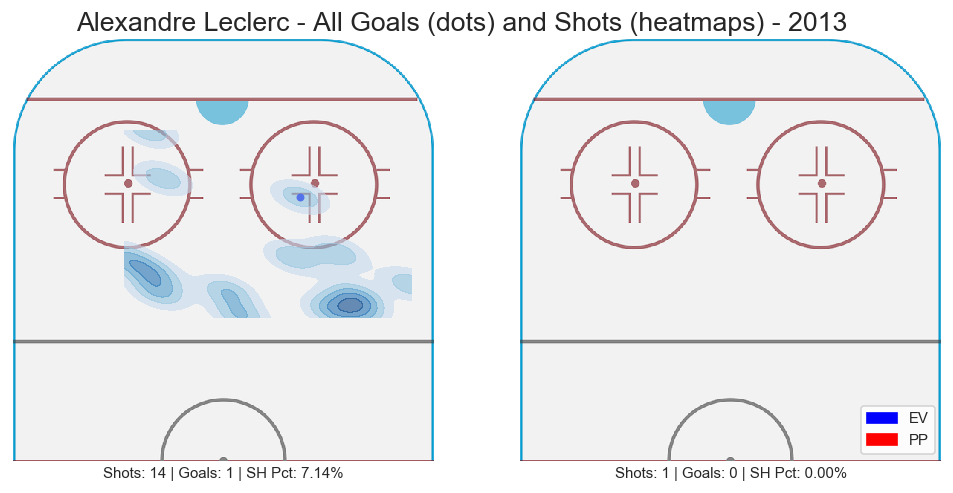 Alexandre Leclerc - All Goals (dots) and Shots (heatmaps) - 2013
EV
PP
Shots: 14 | Goals: 1 | SH Pct: 7.14%
Shots: 1 | Goals: 0 | SH Pct: 0.00%